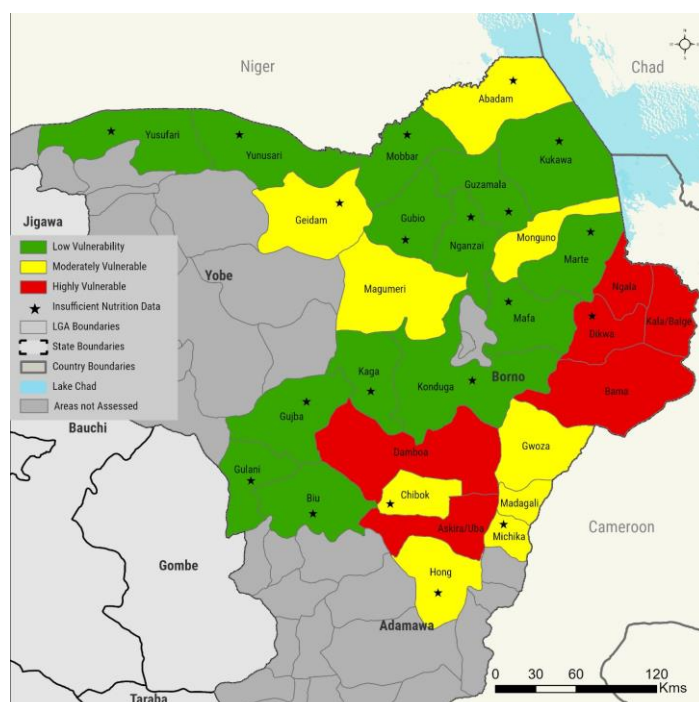 Niger
N
Chad
Abadam
Yusufari
Yunusari
Mobbar
Kukawa
Guzamala
Jigawa
Geidam
Gubio
Nganzai
Monguno
Marte
Low Vulnerability
Moderately Vulnerable
Highly Vulnerable
Insufficient Nutrition Data
LGA Boundaries
State Boundaries
Country Boundaries
Lake Chad
Areas not Assessed
Yobe
Magumeri
Ngala
Mafa
Dikwa
Kala/Balge
Kaga
Konduga
Borno
Bama
Gujba
Bauchi
Damboa
Gwoza
Gulani
Biu
Chibok
Madagali
Askira/Uba
Michika
Cameroon
Gombe
Hong
Adamawa
Taraba
0 30 60 90 120
Kms